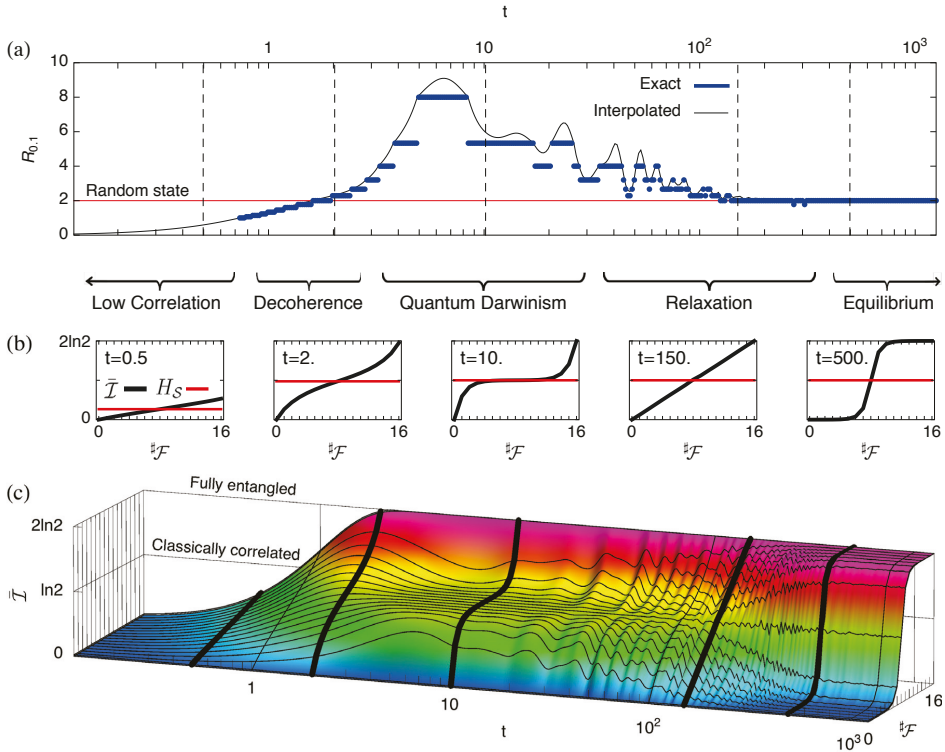 t
(a)
1
10
10²
10³
10
8
6
4
2
0
R₀.₁
Exact
Interpolated
Random state
Low Correlation
Decoherence
Quantum Darwinism
Relaxation
Equilibrium
(b)
2ln2
0
t=0.5
Ī
H_S
t=2.
t=10.
t=150.
t=500.
0 16
0 16
0 16
0 16
0 16
♯F
♯F
♯F
♯F
♯F
(c)
Fully entangled
Classically correlated
2ln2
ln2
0
Ī
1
10
10²
10³
t
0
16
♯F